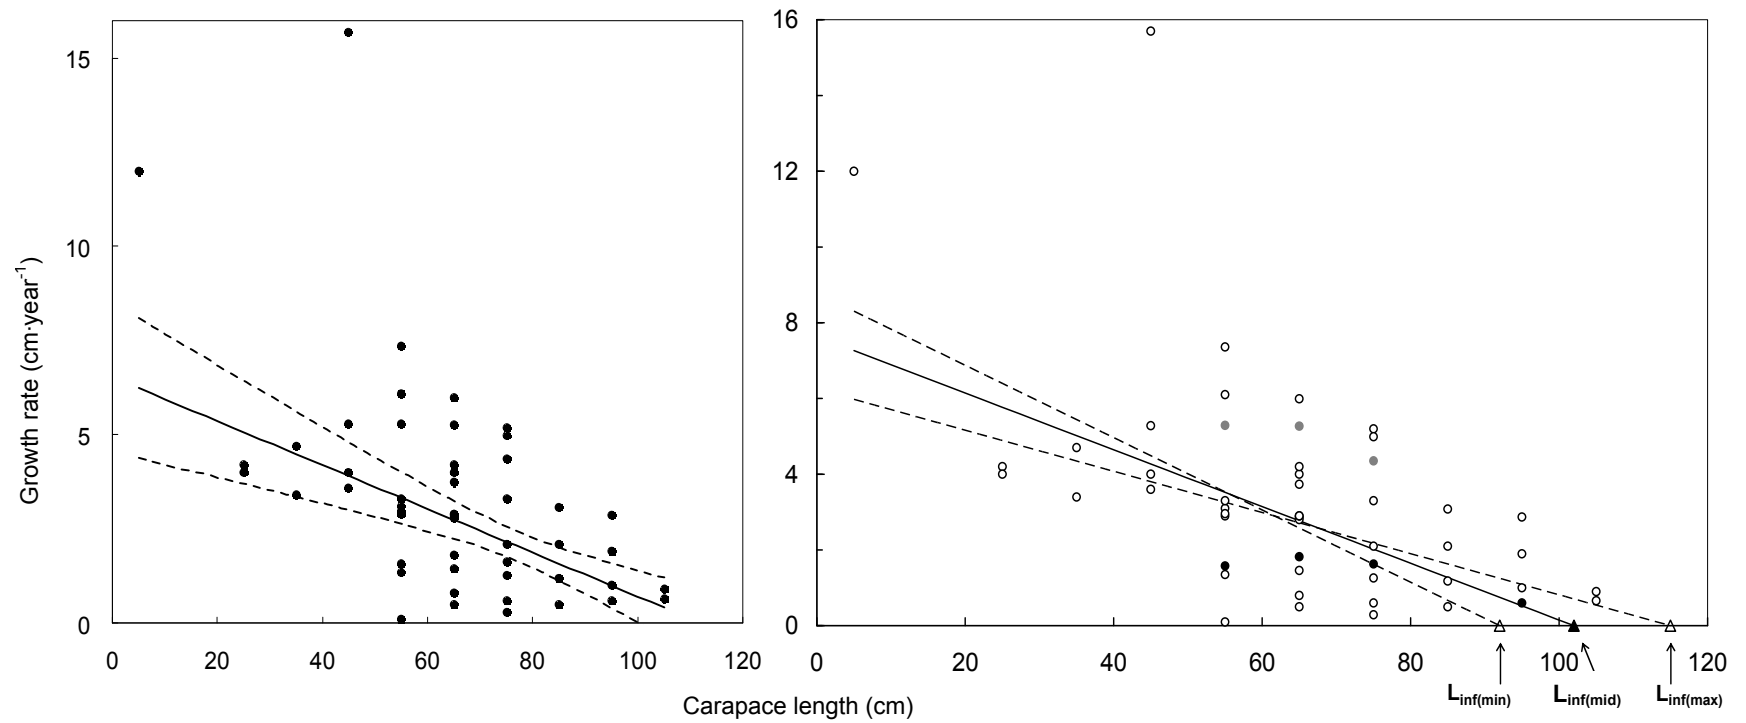 Growth rate (cm·year⁻¹)
15
10
5
0
0 20 40 60 80 100 120
16
12
8
4
0
0 20 40 60 80 100 120
Linf(min) Linf(mid) Linf(max)
Carapace length (cm)